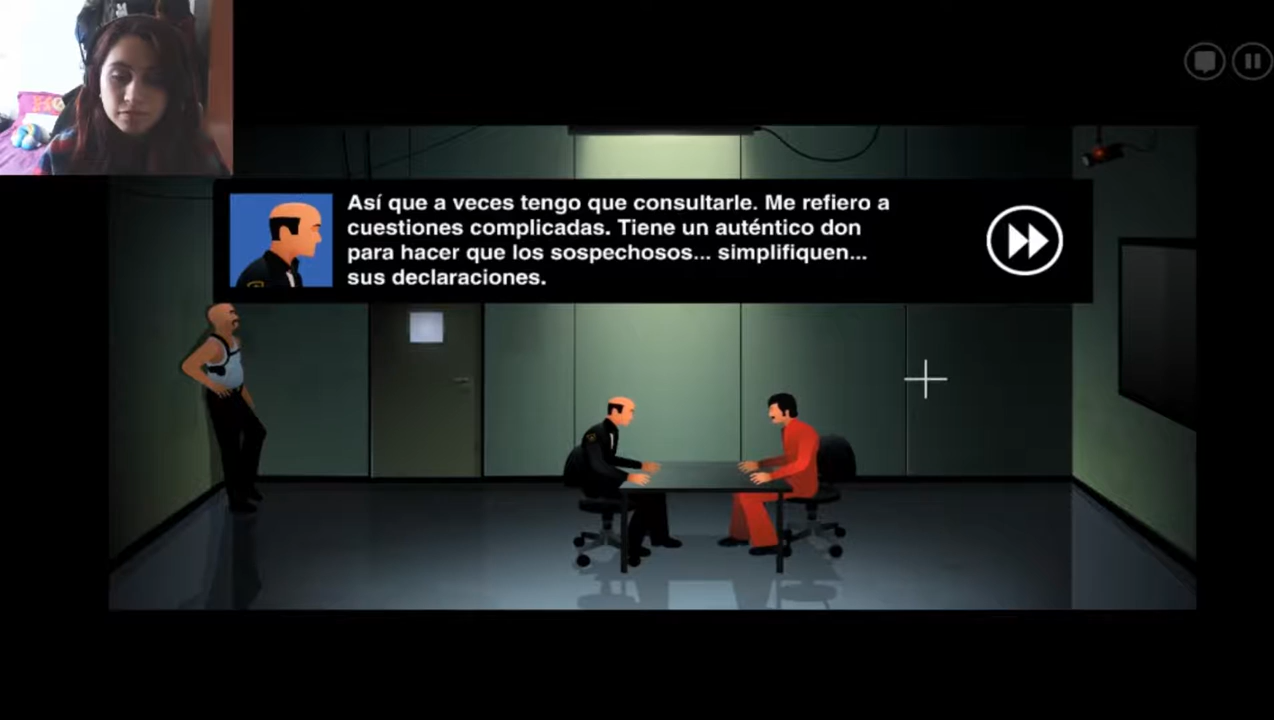 Así que a veces tengo que consultarle. Me refiero a
cuestiones complicadas. Tiene un auténtico don
para hacer que los sospechosos... simplifiquen...
sus declaraciones.